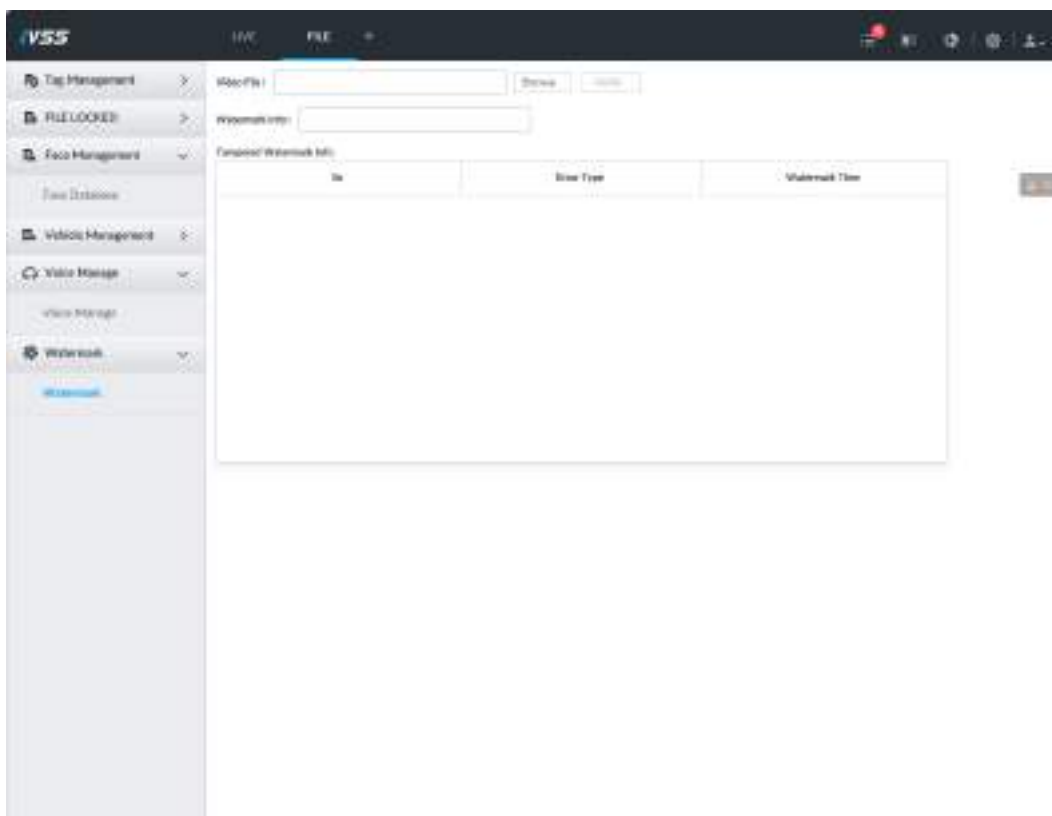 iVSS
LIVE
FILE
+
Tag Management
FILE LOCKED
Face Management
Face Database
Vehicle Management
Voice Manage
Voice Manage
Watermark
Watermark
Video File:
Browse
Watermark Info:
Tampered Watermark Info
Error Type
Watermark Time